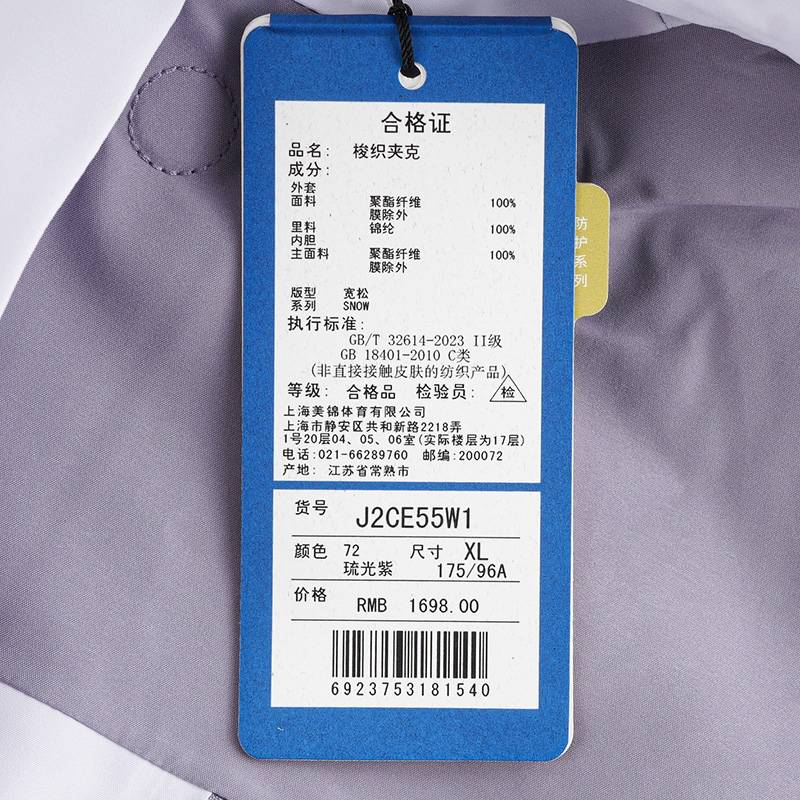 合格证
品名: 梭织夹克
成分:
外套
面料 聚酯纤维 100%
膜除外
里料 锦纶 100%
内胆
主面料 聚酯纤维 100%
膜除外
版型 宽松
系列 SNOW
执行标准:
GB/T 32614-2023 II级
GB 18401-2010 C类
(非直接接触皮肤的纺织产品)
等级: 合格品 检验员: 检
上海美锦体育有限公司
上海市静安区共和新路2218弄
1号20层04、05、06室(实际楼层为17层)
电话:021-66289760 邮编:200072
产地: 江苏省常熟市
货号 J2CE55W1
颜色 72 尺寸 XL
琉光紫 175/96A
价格 RMB 1698.00
6923753181540
防护系列